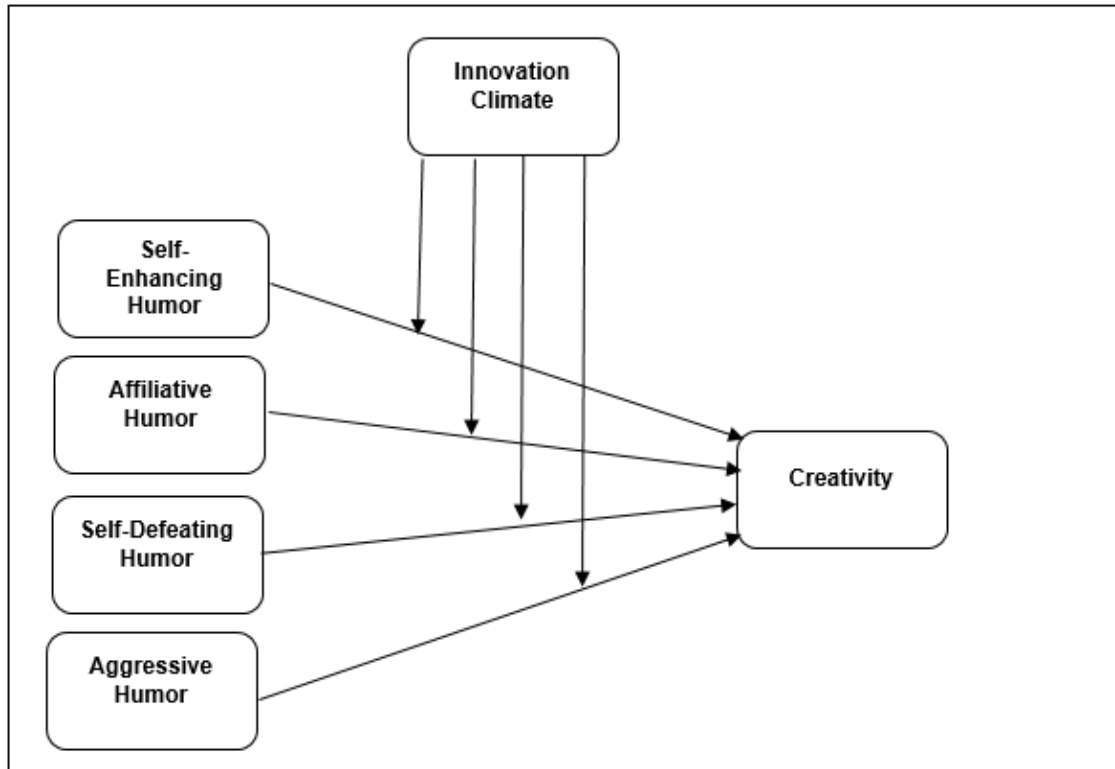 Innovation
Climate
Self-
Enhancing
Humor
Affiliative
Humor
Self-Defeating
Humor
Aggressive
Humor
Creativity